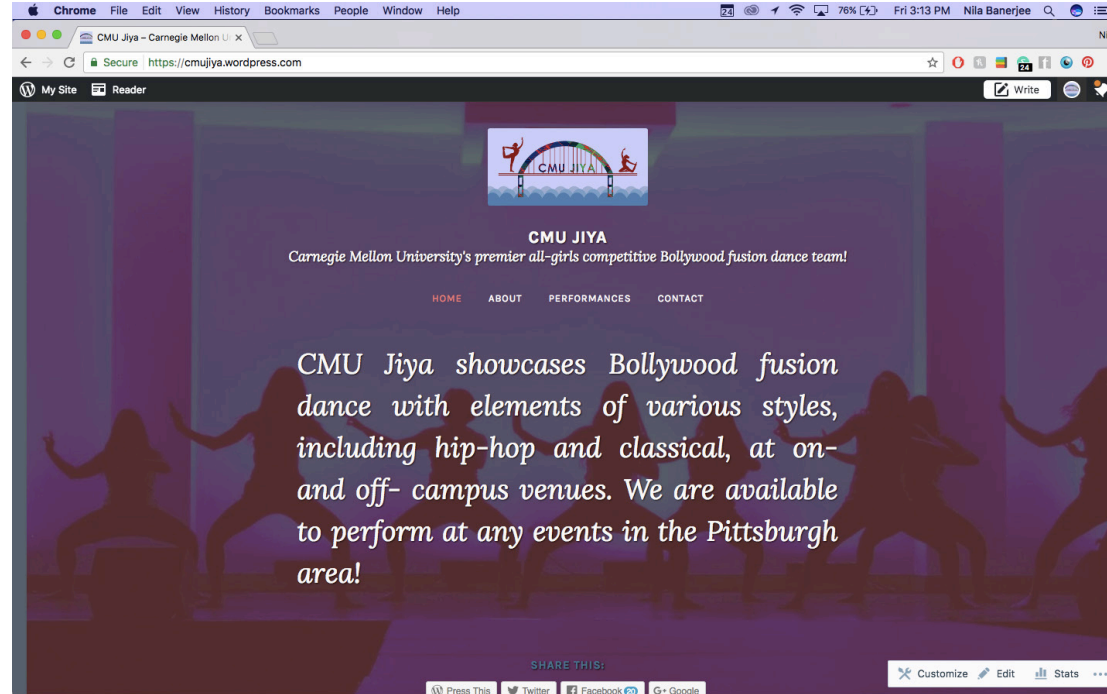 Chrome File Edit View History Bookmarks People Window Help 24 76% Fri 3:13 PM Nila Banerjee
CMU Jiya – Carnegie Mellon U
Secure https://cmujiya.wordpress.com 24
My Site Reader Write
CMU JIYA
CMU JIYA
Carnegie Mellon University's premier all-girls competitive Bollywood fusion dance team!
HOME ABOUT PERFORMANCES CONTACT
CMU Jiya showcases Bollywood fusion
dance with elements of various styles,
including hip-hop and classical, at on-
and off- campus venues. We are available
to perform at any events in the Pittsburgh
area!
SHARE THIS:
Customize Edit Stats
Press This Twitter Facebook 20 G+ Google